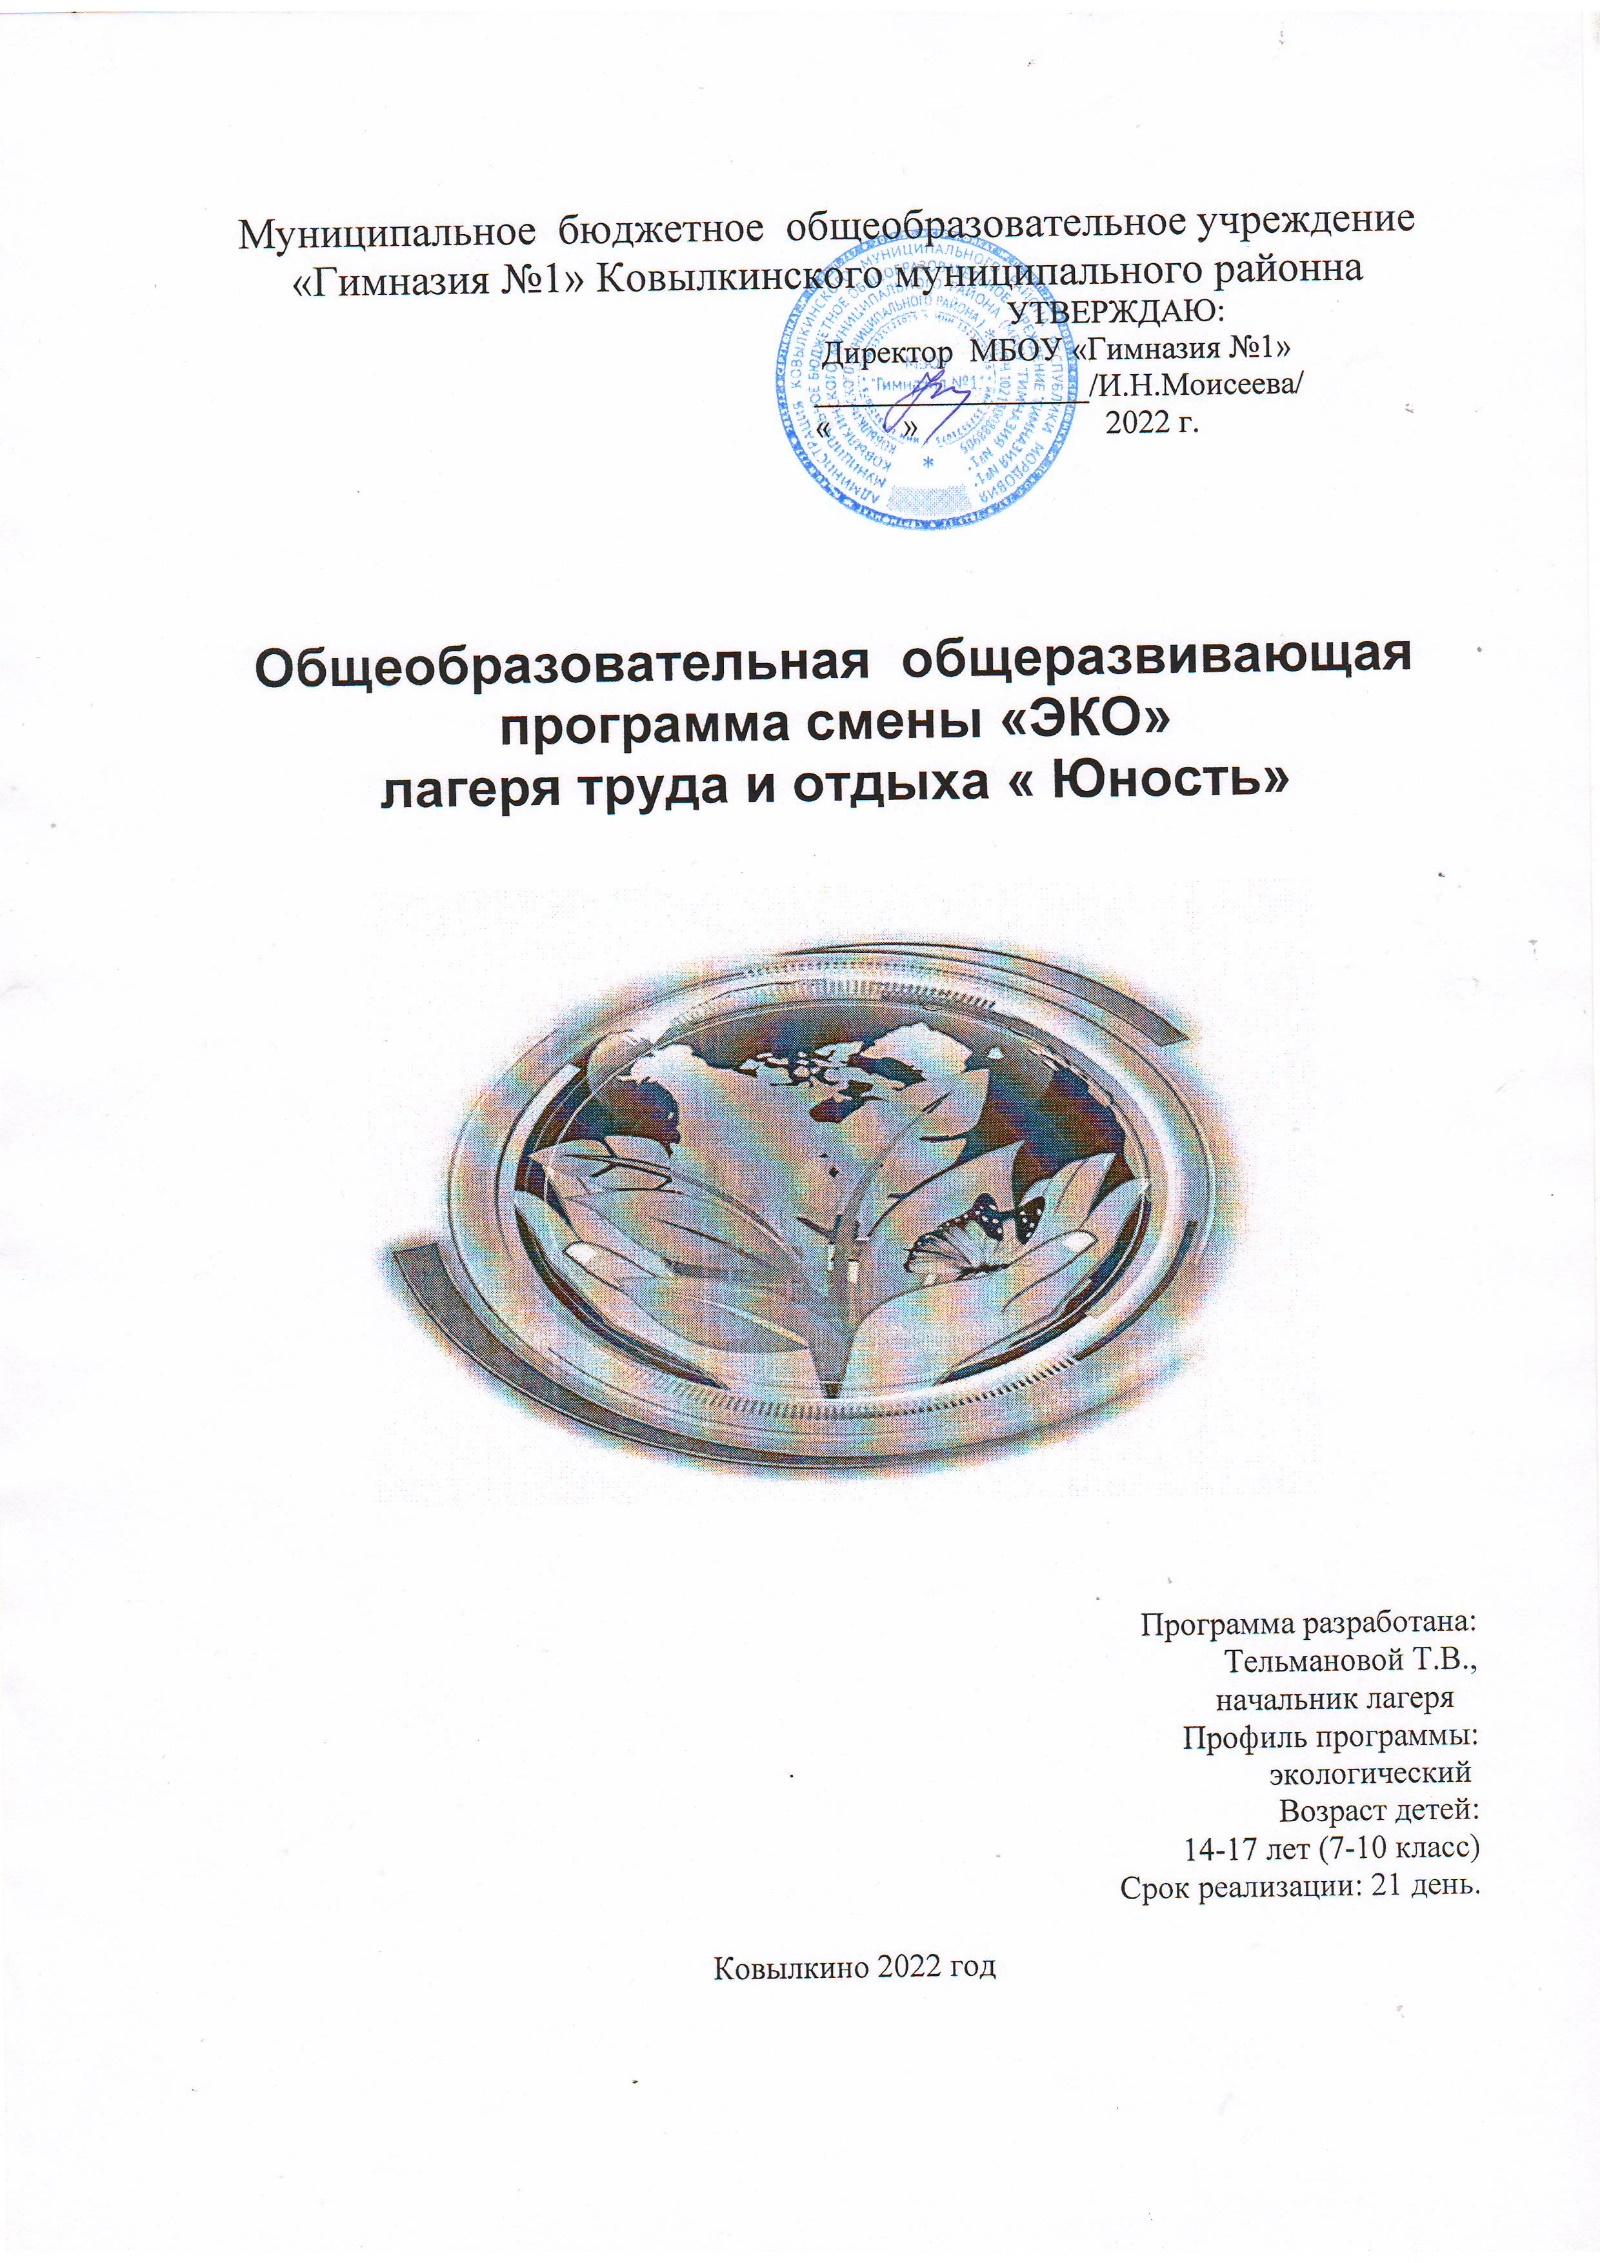 Муниципальное бюджетное общеобразовательное учреждение
«Гимназия №1» Ковылкинского муниципального районна
УТВЕРЖДАЮ:
Директор МБОУ «Гимназия №1»
/И.Н.Моисеева/
« » 2022 г.
Общеобразовательная общеразвивающая
программа смены «ЭКО»
лагеря труда и отдыха « Юность»
Программа разработана:
Тельмановой Т.В.,
начальник лагеря
Профиль программы:
экологический
Возраст детей:
14-17 лет (7-10 класс)
Срок реализации: 21 день.
Ковылкино 2022 год